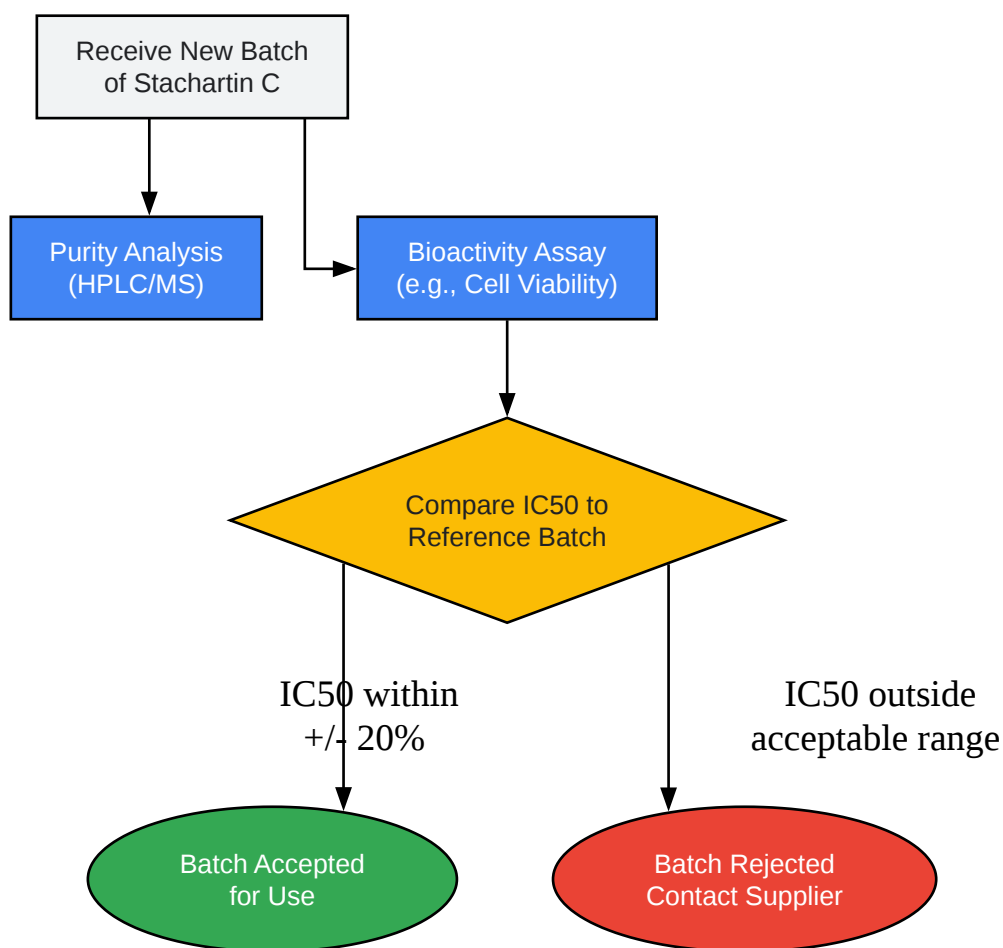 Receive New Batch
of Stachartin C
Purity Analysis
(HPLC/MS)
Bioactivity Assay
(e.g., Cell Viability)
Compare IC50 to
Reference Batch
IC50 within
+/- 20%
IC50 outside
acceptable range
Batch Accepted
for Use
Batch Rejected
Contact Supplier